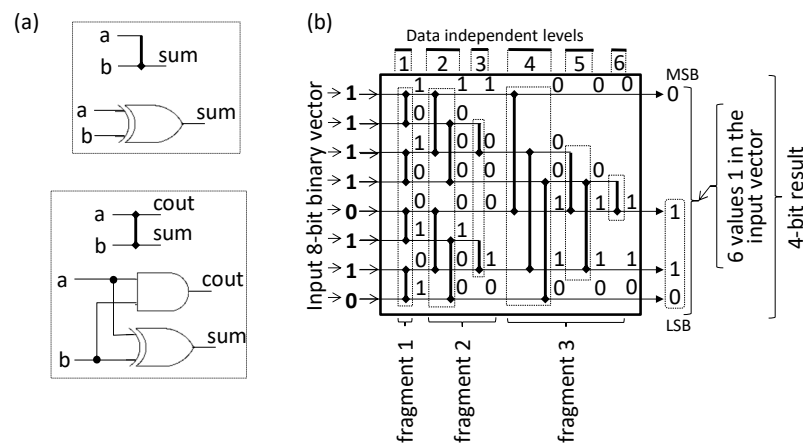 (a)
a
b
sum
a
b
sum
a
b
cout
sum
a
b
cout
sum
(b)
Data independent levels
1 2 3 4 5 6
Input 8-bit binary vector
1 1 1 1 0 0 0 0
1 0 0
1 1 0 0 0
1 0 0 0 0 0
0 0 0 1 1 1 1
1 1 1
1 0 0 1 1 1 1 1
0 1 0 0 0 0 0 0
MSB
LSB
6 values 1 in the
input vector
4-bit result
fragment 1
fragment 2
fragment 3